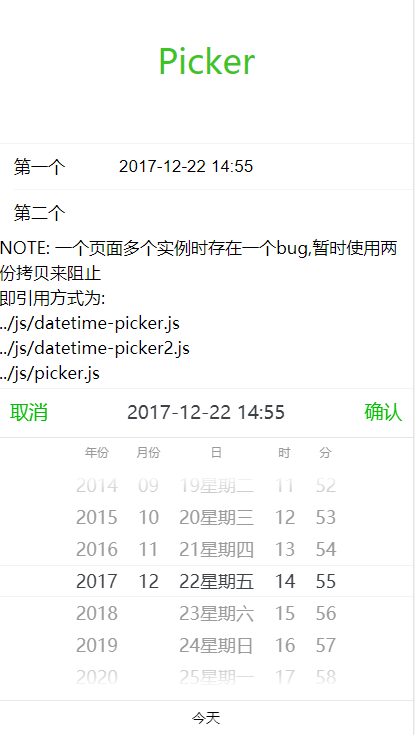 Picker
第一个 2017-12-22 14:55
第二个
NOTE: 一个页面多个实例时存在一个bug,暂时使用两
份拷贝来阻止
即引用方式为:
../js/datetime-picker.js
../js/datetime-picker2.js
../js/picker.js
取消 2017-12-22 14:55 确认
年份 月份 日 时 分
2014 09 19星期二 11 52
2015 10 20星期三 12 53
2016 11 21星期四 13 54
2017 12 22星期五 14 55
2018 23星期六 15 56
2019 24星期日 16 57
2020 25星期一 17 58
今天